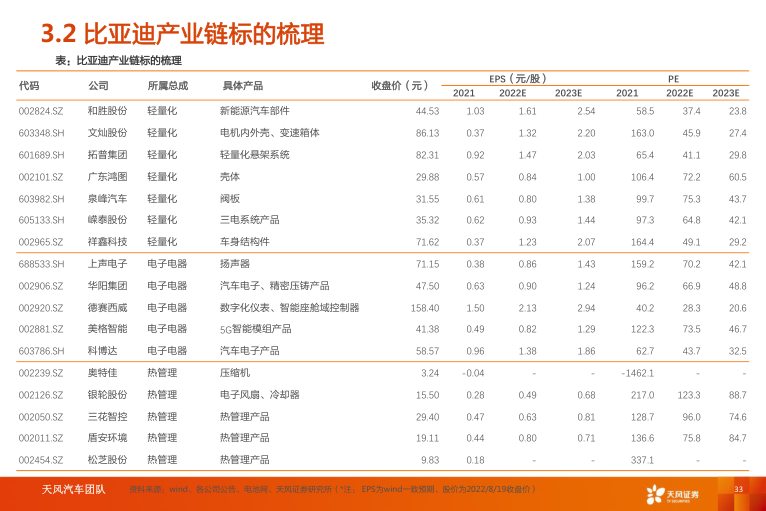 3.2 比亚迪产业链标的梳理
表：比亚迪产业链标的梳理
代码 公司 所属总成 具体产品 收盘价（元） EPS（元/股） PE
2021 2022E 2023E 2021 2022E 2023E
002824.SZ 和胜股份 轻量化 新能源汽车部件 44.53 1.03 1.61 2.54 58.5 37.4 23.8
603348.SH 文灿股份 轻量化 电机内外壳、变速箱体 86.13 0.37 1.32 2.20 163.0 45.9 27.4
601689.SH 拓普集团 轻量化 轻量化悬架系统 82.31 0.92 1.47 2.03 65.4 41.1 29.8
002101.SZ 广东鸿图 轻量化 壳体 29.88 0.57 0.84 1.00 106.4 72.2 60.5
603982.SH 泉峰汽车 轻量化 阀板 31.55 0.61 0.80 1.38 99.7 75.3 43.7
605133.SH 嵘泰股份 轻量化 三电系统产品 35.32 0.62 0.93 1.44 97.3 64.8 42.1
002965.SZ 祥鑫科技 轻量化 车身结构件 71.62 0.37 1.23 2.07 164.4 49.1 29.2
688533.SH 上声电子 电子电器 扬声器 71.15 0.38 0.86 1.43 159.2 70.2 42.1
002906.SZ 华阳集团 电子电器 汽车电子、精密压铸产品 47.50 0.63 0.90 1.24 96.2 66.9 48.8
002920.SZ 德赛西威 电子电器 数字化仪表、智能座舱域控制器 158.40 1.50 2.13 2.94 40.2 28.3 20.6
002881.SZ 美格智能 电子电器 5G智能模组产品 41.38 0.49 0.82 1.29 122.3 73.5 46.7
603786.SH 科博达 电子电器 汽车电子产品 58.57 0.96 1.38 1.86 62.7 43.7 32.5
002239.SZ 奥特佳 热管理 压缩机 3.24 -0.04 - - -1462.1 - -
002126.SZ 银轮股份 热管理 电子风扇、冷却器 15.50 0.28 0.49 0.68 217.0 123.3 88.7
002050.SZ 三花智控 热管理 热管理产品 29.40 0.47 0.63 0.81 128.7 96.0 74.6
002011.SZ 盾安环境 热管理 热管理产品 19.11 0.44 0.80 0.71 136.6 75.8 84.7
002454.SZ 松芝股份 热管理 热管理产品 9.83 0.18 - - 337.1 - -
天风汽车团队 资料来源：wind、各公司公告、电池网、天风证券研究所（*注： EPS为wind一致预期，股价为2022/8/19收盘价） 天风证券 33
TF SECURITIES